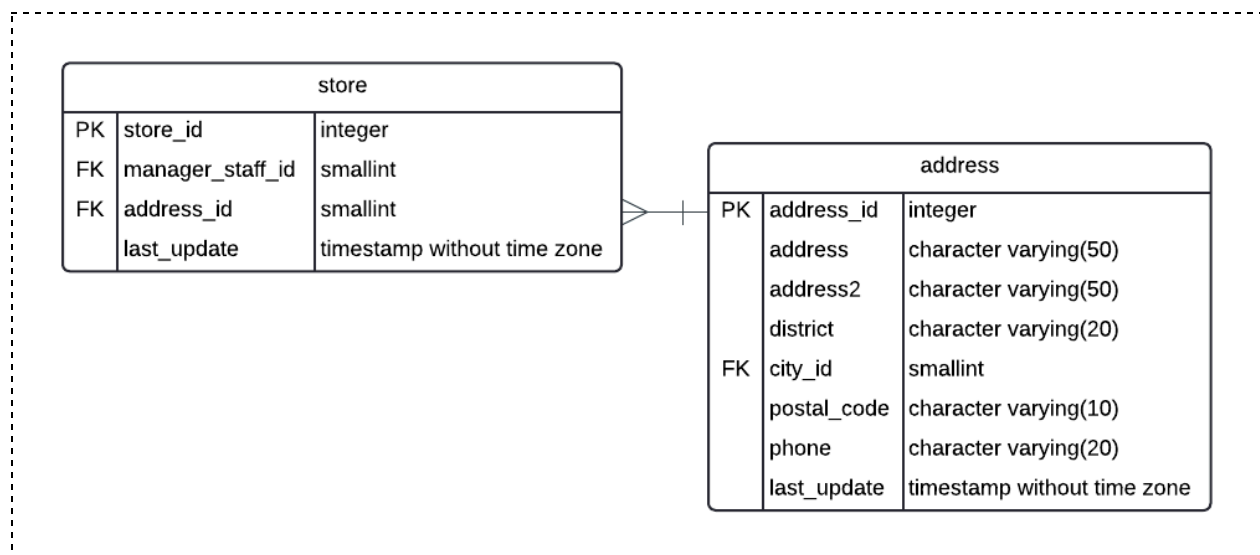 store
PK store_id integer
FK manager_staff_id smallint
FK address_id smallint
last_update timestamp without time zone
address
PK address_id integer
address character varying(50)
address2 character varying(50)
district character varying(20)
FK city_id smallint
postal_code character varying(10)
phone character varying(20)
last_update timestamp without time zone